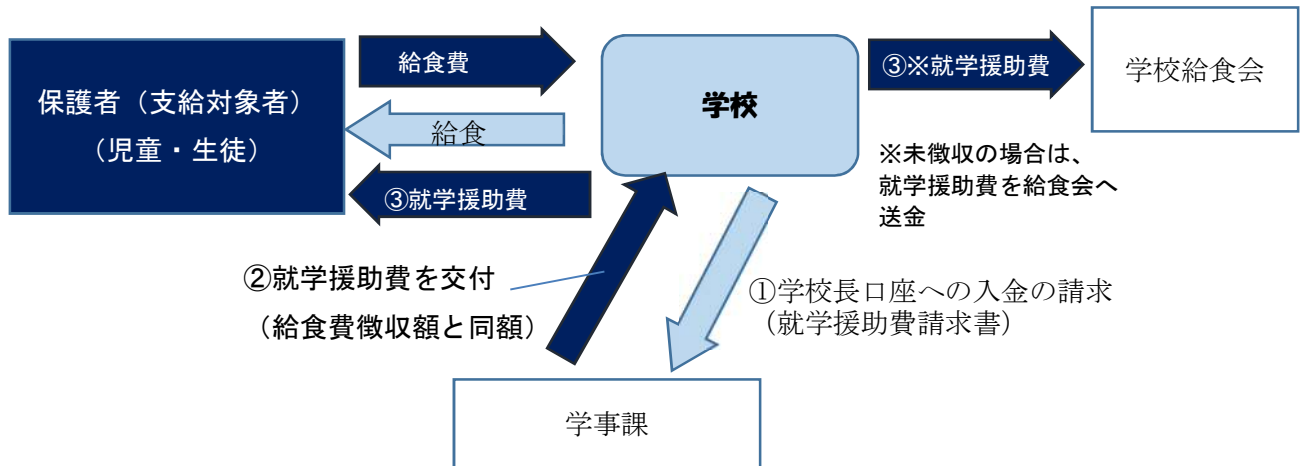 給食費
③※就学援助費
学校給食会
保護者（支給対象者）
（児童・生徒）
学校
給食
※未徴収の場合は、
就学援助費を給食会へ
送金
③就学援助費
②就学援助費を交付
（給食費徴収額と同額）
①学校長口座への入金の請求
（就学援助費請求書）
学事課